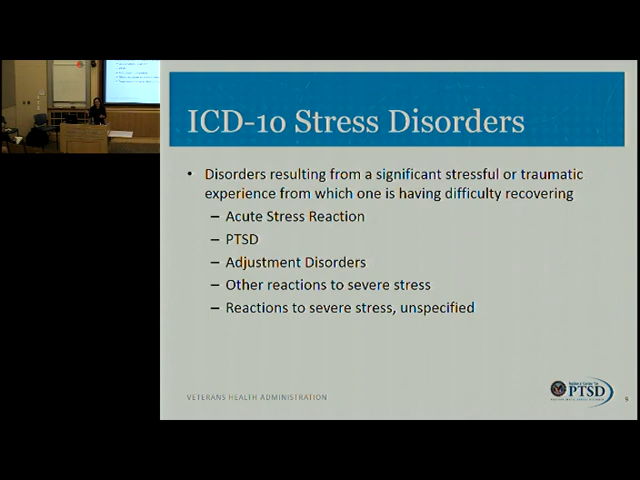 ICD-10 Stress Disorders
• Disorders resulting from a significant stressful or traumatic
experience from which one is having difficulty recovering
– Acute Stress Reaction
– PTSD
– Adjustment Disorders
– Other reactions to severe stress
– Reactions to severe stress, unspecified
VETERANS HEALTH ADMINISTRATION
PTSD